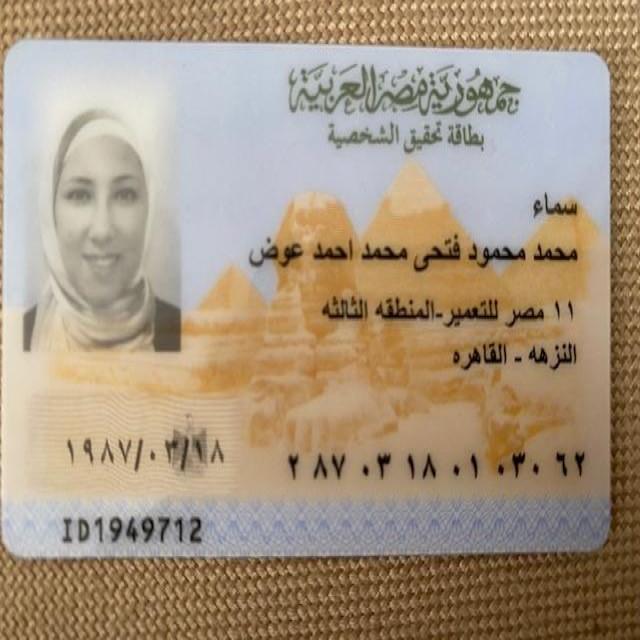 جمهورية مصر العربية
بطاقة تحقيق الشخصية
سماء
محمد محمود فتحى محمد احمد عوض
١١ مصر للتعمير-المنطقه الثالثه
النزهه - القاهره
١٩٨٧/٠٣/١٨
٢ ٨٧ ٠٣ ١٨ ٠١ ٠٣٠ ٦٢
ID1949712